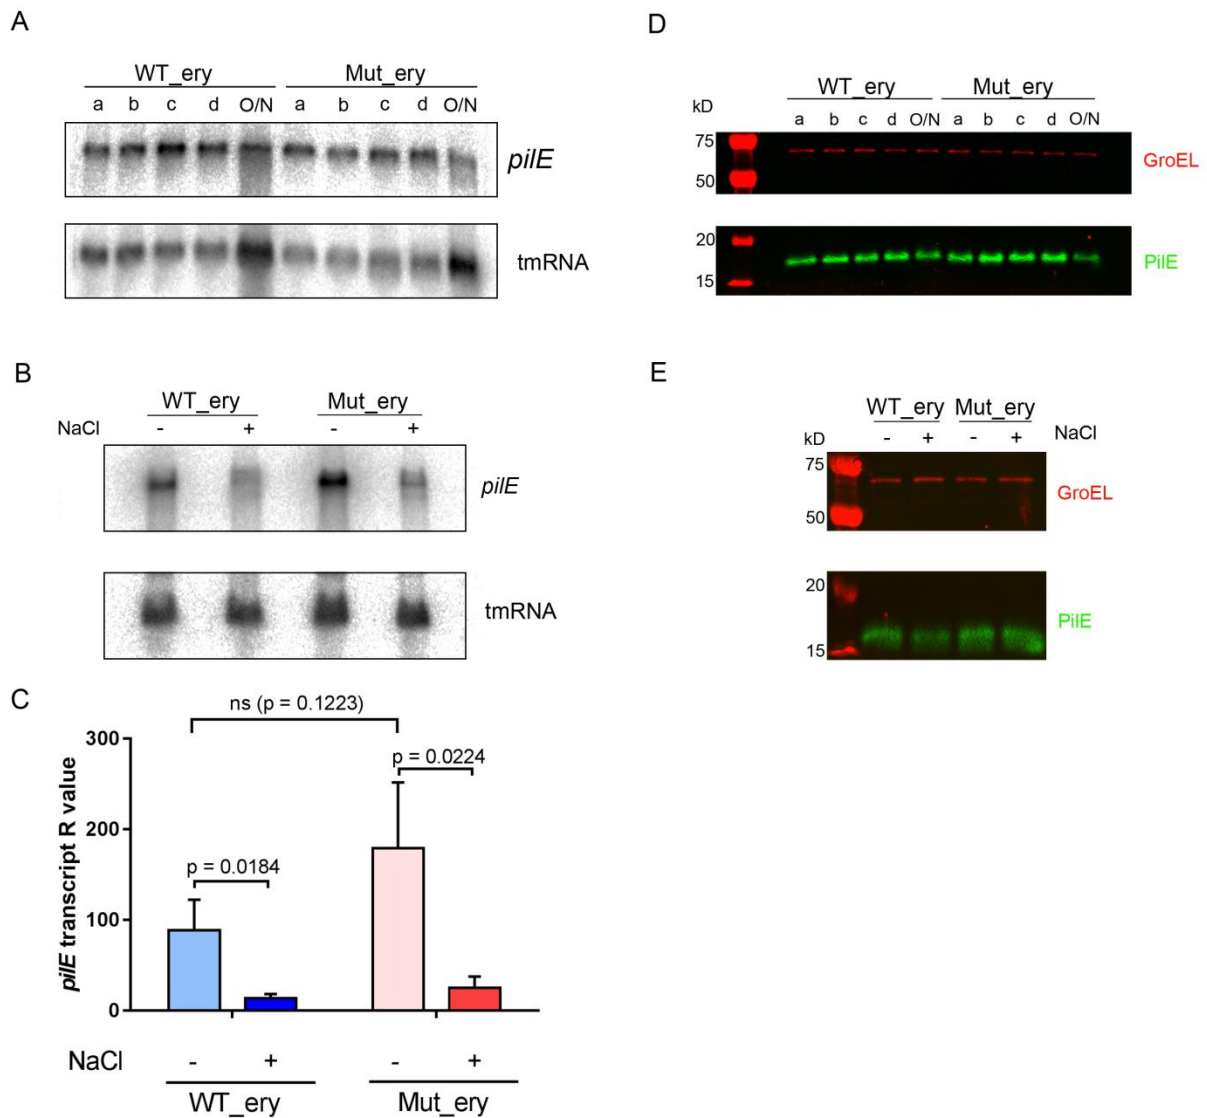 A
WT_ery Mut_ery
a b c d O/N a b c d O/N
pilE
tmRNA
B
WT_ery Mut_ery
NaCl - + - +
pilE
tmRNA
C
ns (p = 0.1223)
p = 0.0224
p = 0.0184
pilE transcript R value
300
200
100
0
NaCl - + - +
WT_ery Mut_ery
D
WT_ery Mut_ery
kD
a b c d O/N a b c d O/N
75
GroEL
50
20
PilE
15
E
WT_ery Mut_ery
kD - + - + NaCl
75
GroEL
50
20
PilE
15